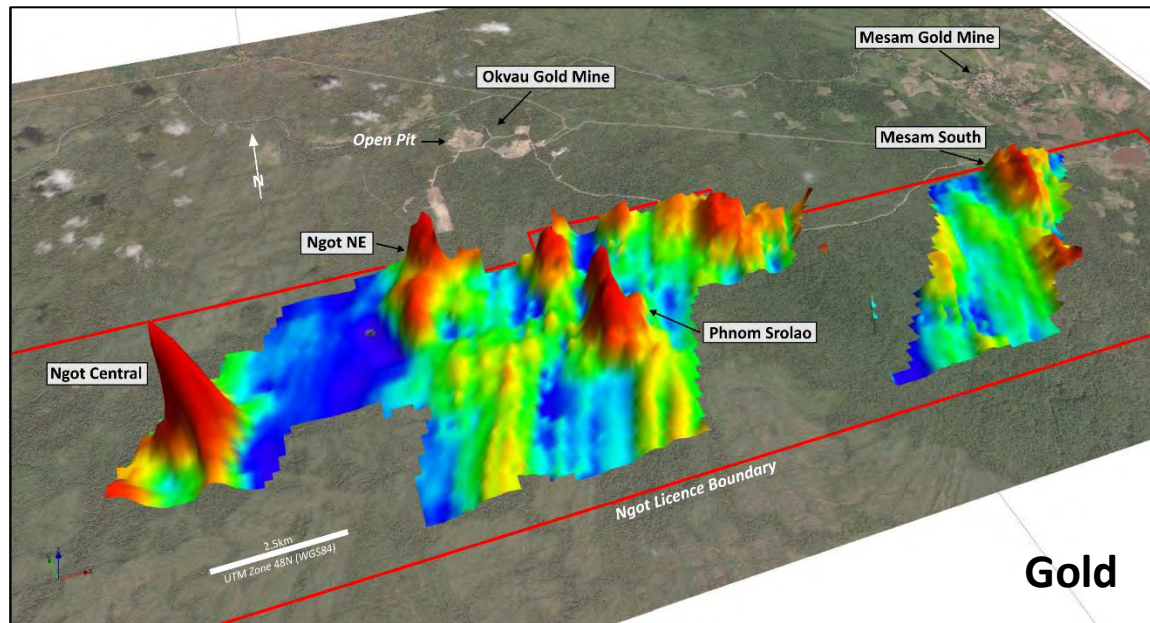 Mesam Gold Mine
Okvau Gold Mine
Open Pit
Mesam South
N
Ngot NE
Phnom Srolao
Ngot Central
Ngot Licence Boundary
2.5km
UTM Zone 48N (WGS84)
Gold